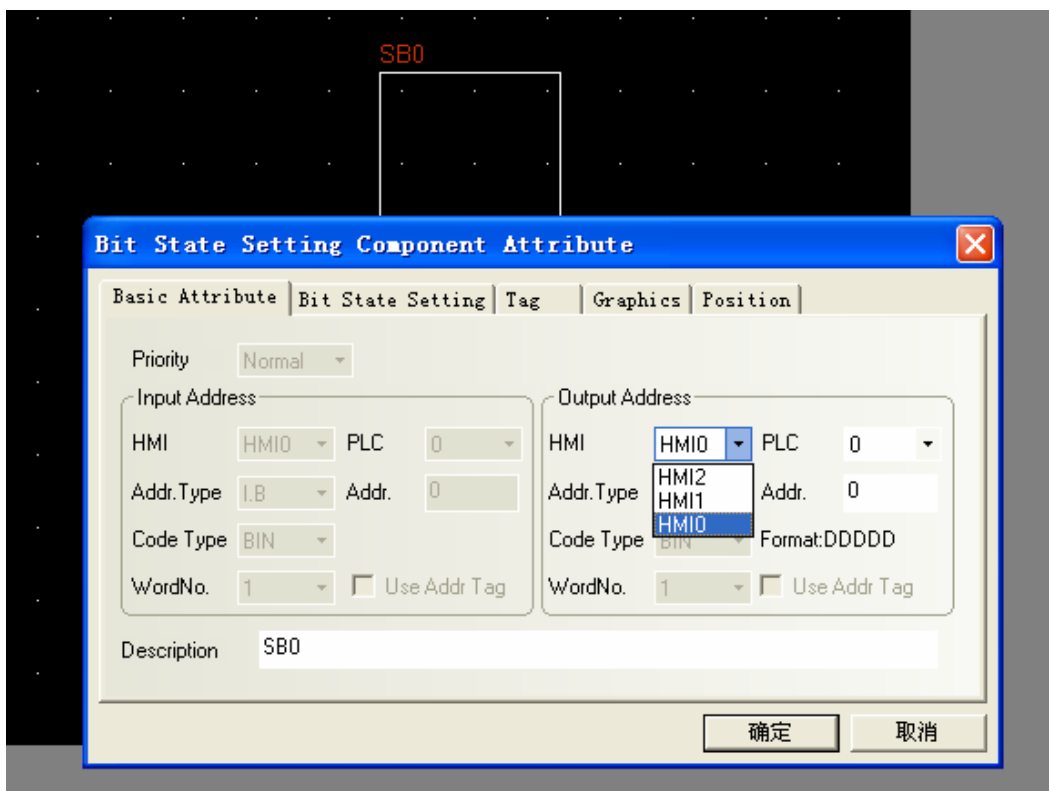 SB0
Bit State Setting Component Attribute
Basic Attribute Bit State Setting Tag Graphics Position
Priority Normal
Input Address Output Address
HMI HMI0 PLC 0 HMI HMI0 PLC 0
HMI2
Addr.Type I.B Addr. 0 Addr.Type Addr. 0
HMI1
HMI0
Code Type BIN Code Type BIN Format:DDDDD
WordNo. 1 Use Addr Tag WordNo. 1 Use Addr Tag
Description SB0
确定 取消